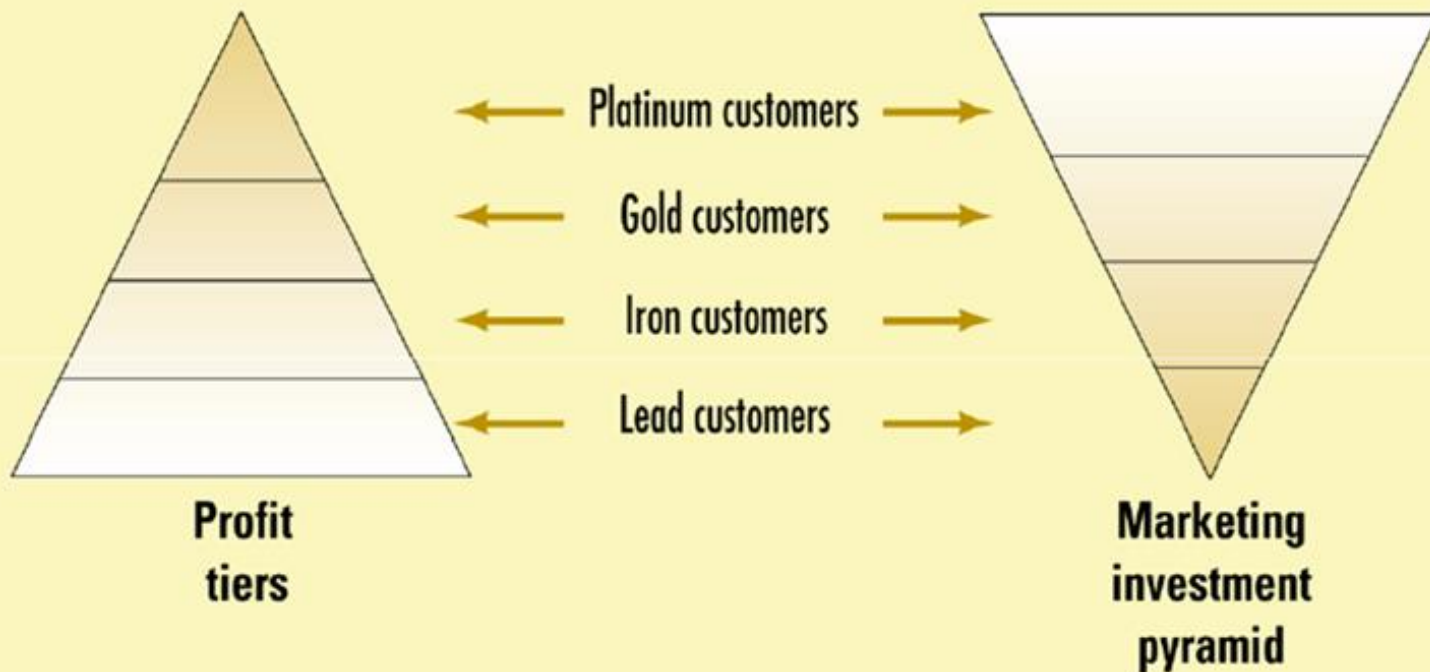 Platinum customers
Gold customers
Iron customers
Lead customers
Profit
tiers
Marketing
investment
pyramid